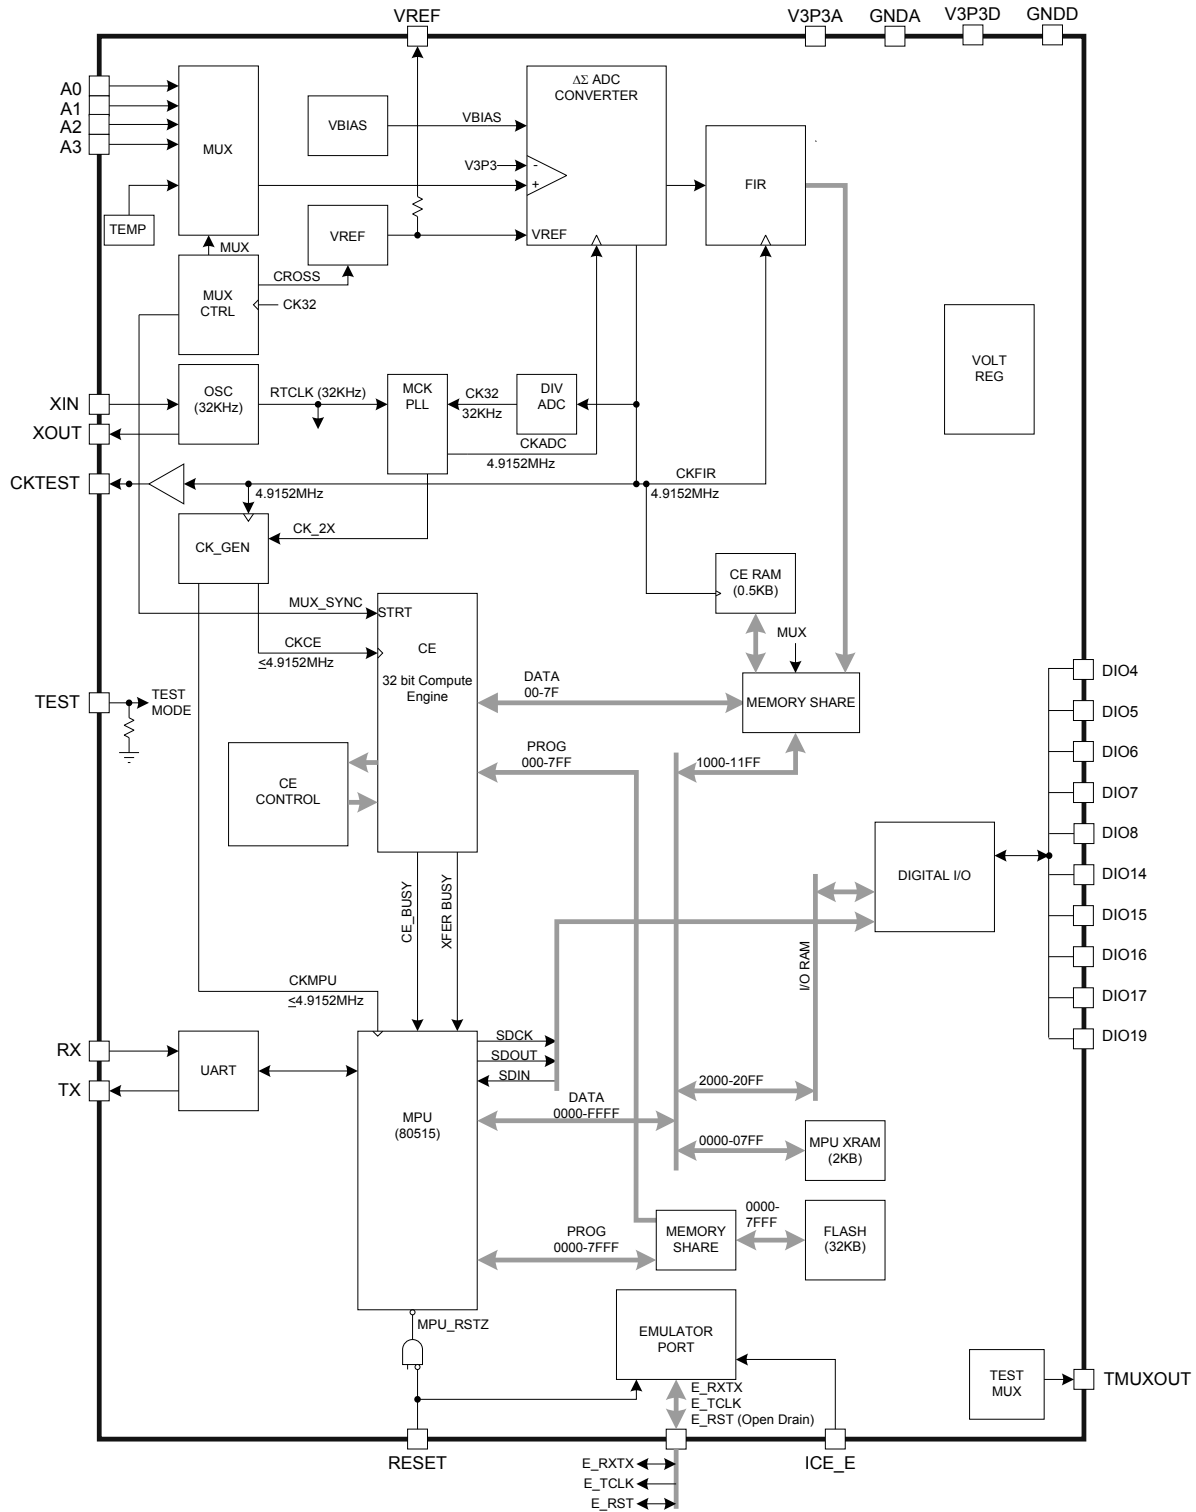 VREF
V3P3A
GNDA
V3P3D
GNDD
A0
A1
A2
A3
MUX
TEMP
MUX
MUX
CTRL
CROSS
CK32
VBIAS
VBIAS
V3P3
VREF
ΔΣ ADC
CONVERTER
-
+
VREF
FIR
VOLT
REG
XIN
XOUT
OSC
(32KHz)
RTCLK (32KHz)
MCK
PLL
CK32
32KHz
DIV
ADC
CKADC
4.9152MHz
CKTEST
4.9152MHz
CKFIR
4.9152MHz
CK_GEN
CK_2X
CE RAM
(0.5KB)
MUX_SYNC
STRT
CKCE
≤4.9152MHz
CE
32 bit Compute
Engine
MUX
DATA
00-7F
MEMORY SHARE
TEST
TEST
MODE
CE
CONTROL
PROG
000-7FF
1000-11FF
DIO4
DIO5
DIO6
DIO7
DIO8
DIO14
DIO15
DIO16
DIO17
DIO19
DIGITAL I/O
CE_BUSY
XFER BUSY
I/O RAM
CKMPU
≤4.9152MHz
RX
TX
UART
MPU
(80515)
SDCK
SDOUT
SDIN
DATA
0000-FFFF
2000-20FF
0000-07FF
MPU XRAM
(2KB)
PROG
0000-7FFF
MEMORY
SHARE
0000-
7FFF
FLASH
(32KB)
MPU_RSTZ
EMULATOR
PORT
E_RXTX
E_TCLK
E_RST (Open Drain)
TEST
MUX
TMUXOUT
RESET
ICE_E
E_RXTX
E_TCLK
E_RST